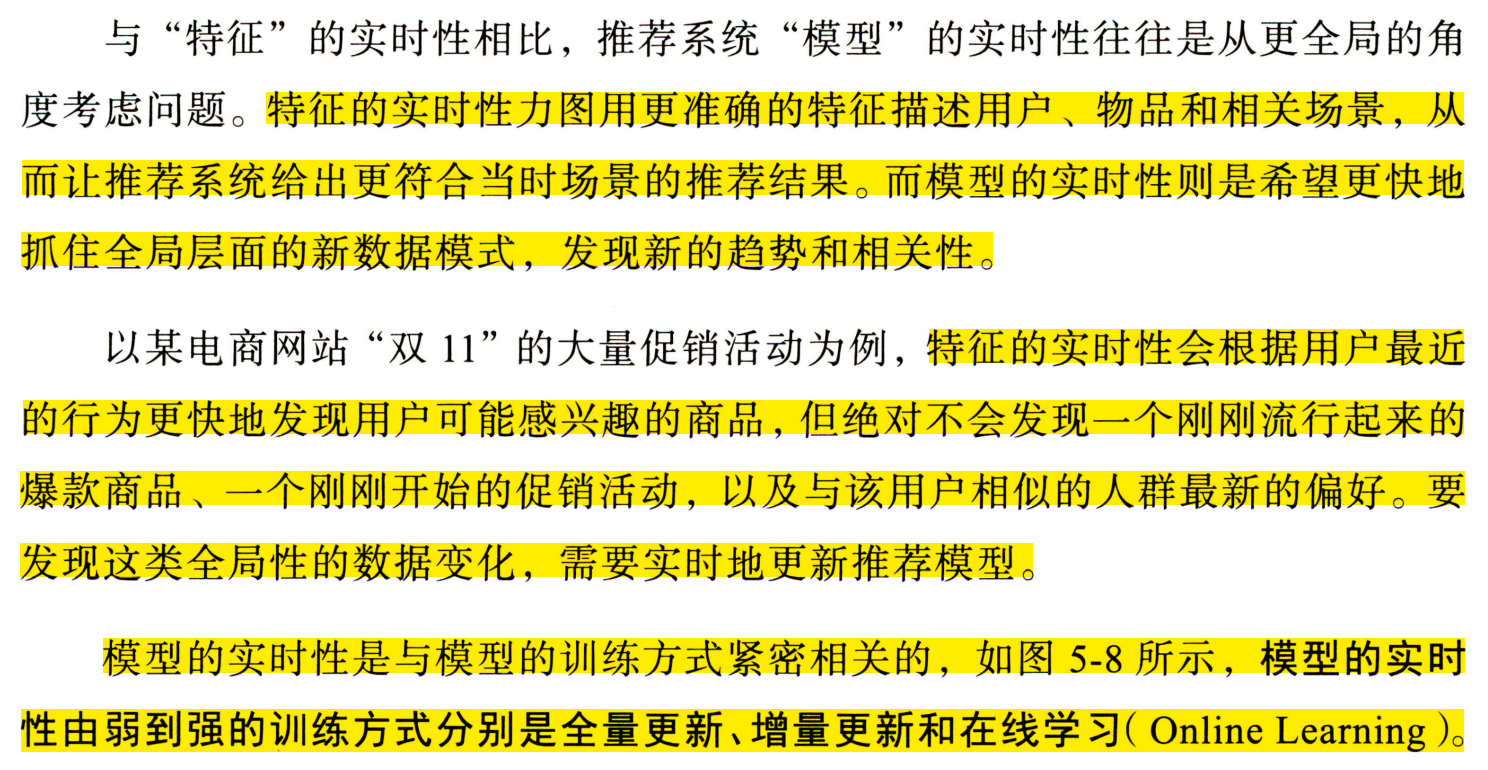 与“特征”的实时性相比，推荐系统“模型”的实时性往往是从更全局的角
度考虑问题。特征的实时性力图用更准确的特征描述用户、物品和相关场景，从
而让推荐系统给出更符合当时场景的推荐结果。而模型的实时性则是希望更快地
抓住全局层面的新数据模式，发现新的趋势和相关性。
以某电商网站“双 11”的大量促销活动为例，特征的实时性会根据用户最近
的行为更快地发现用户可能感兴趣的商品，但绝对不会发现一个刚刚流行起来的
爆款商品、一个刚刚开始的促销活动，以及与该用户相似的人群最新的偏好。要
发现这类全局性的数据变化，需要实时地更新推荐模型。
模型的实时性是与模型的训练方式紧密相关的，如图 5-8 所示，模型的实时
性由弱到强的训练方式分别是全量更新、增量更新和在线学习（Online Learning）。